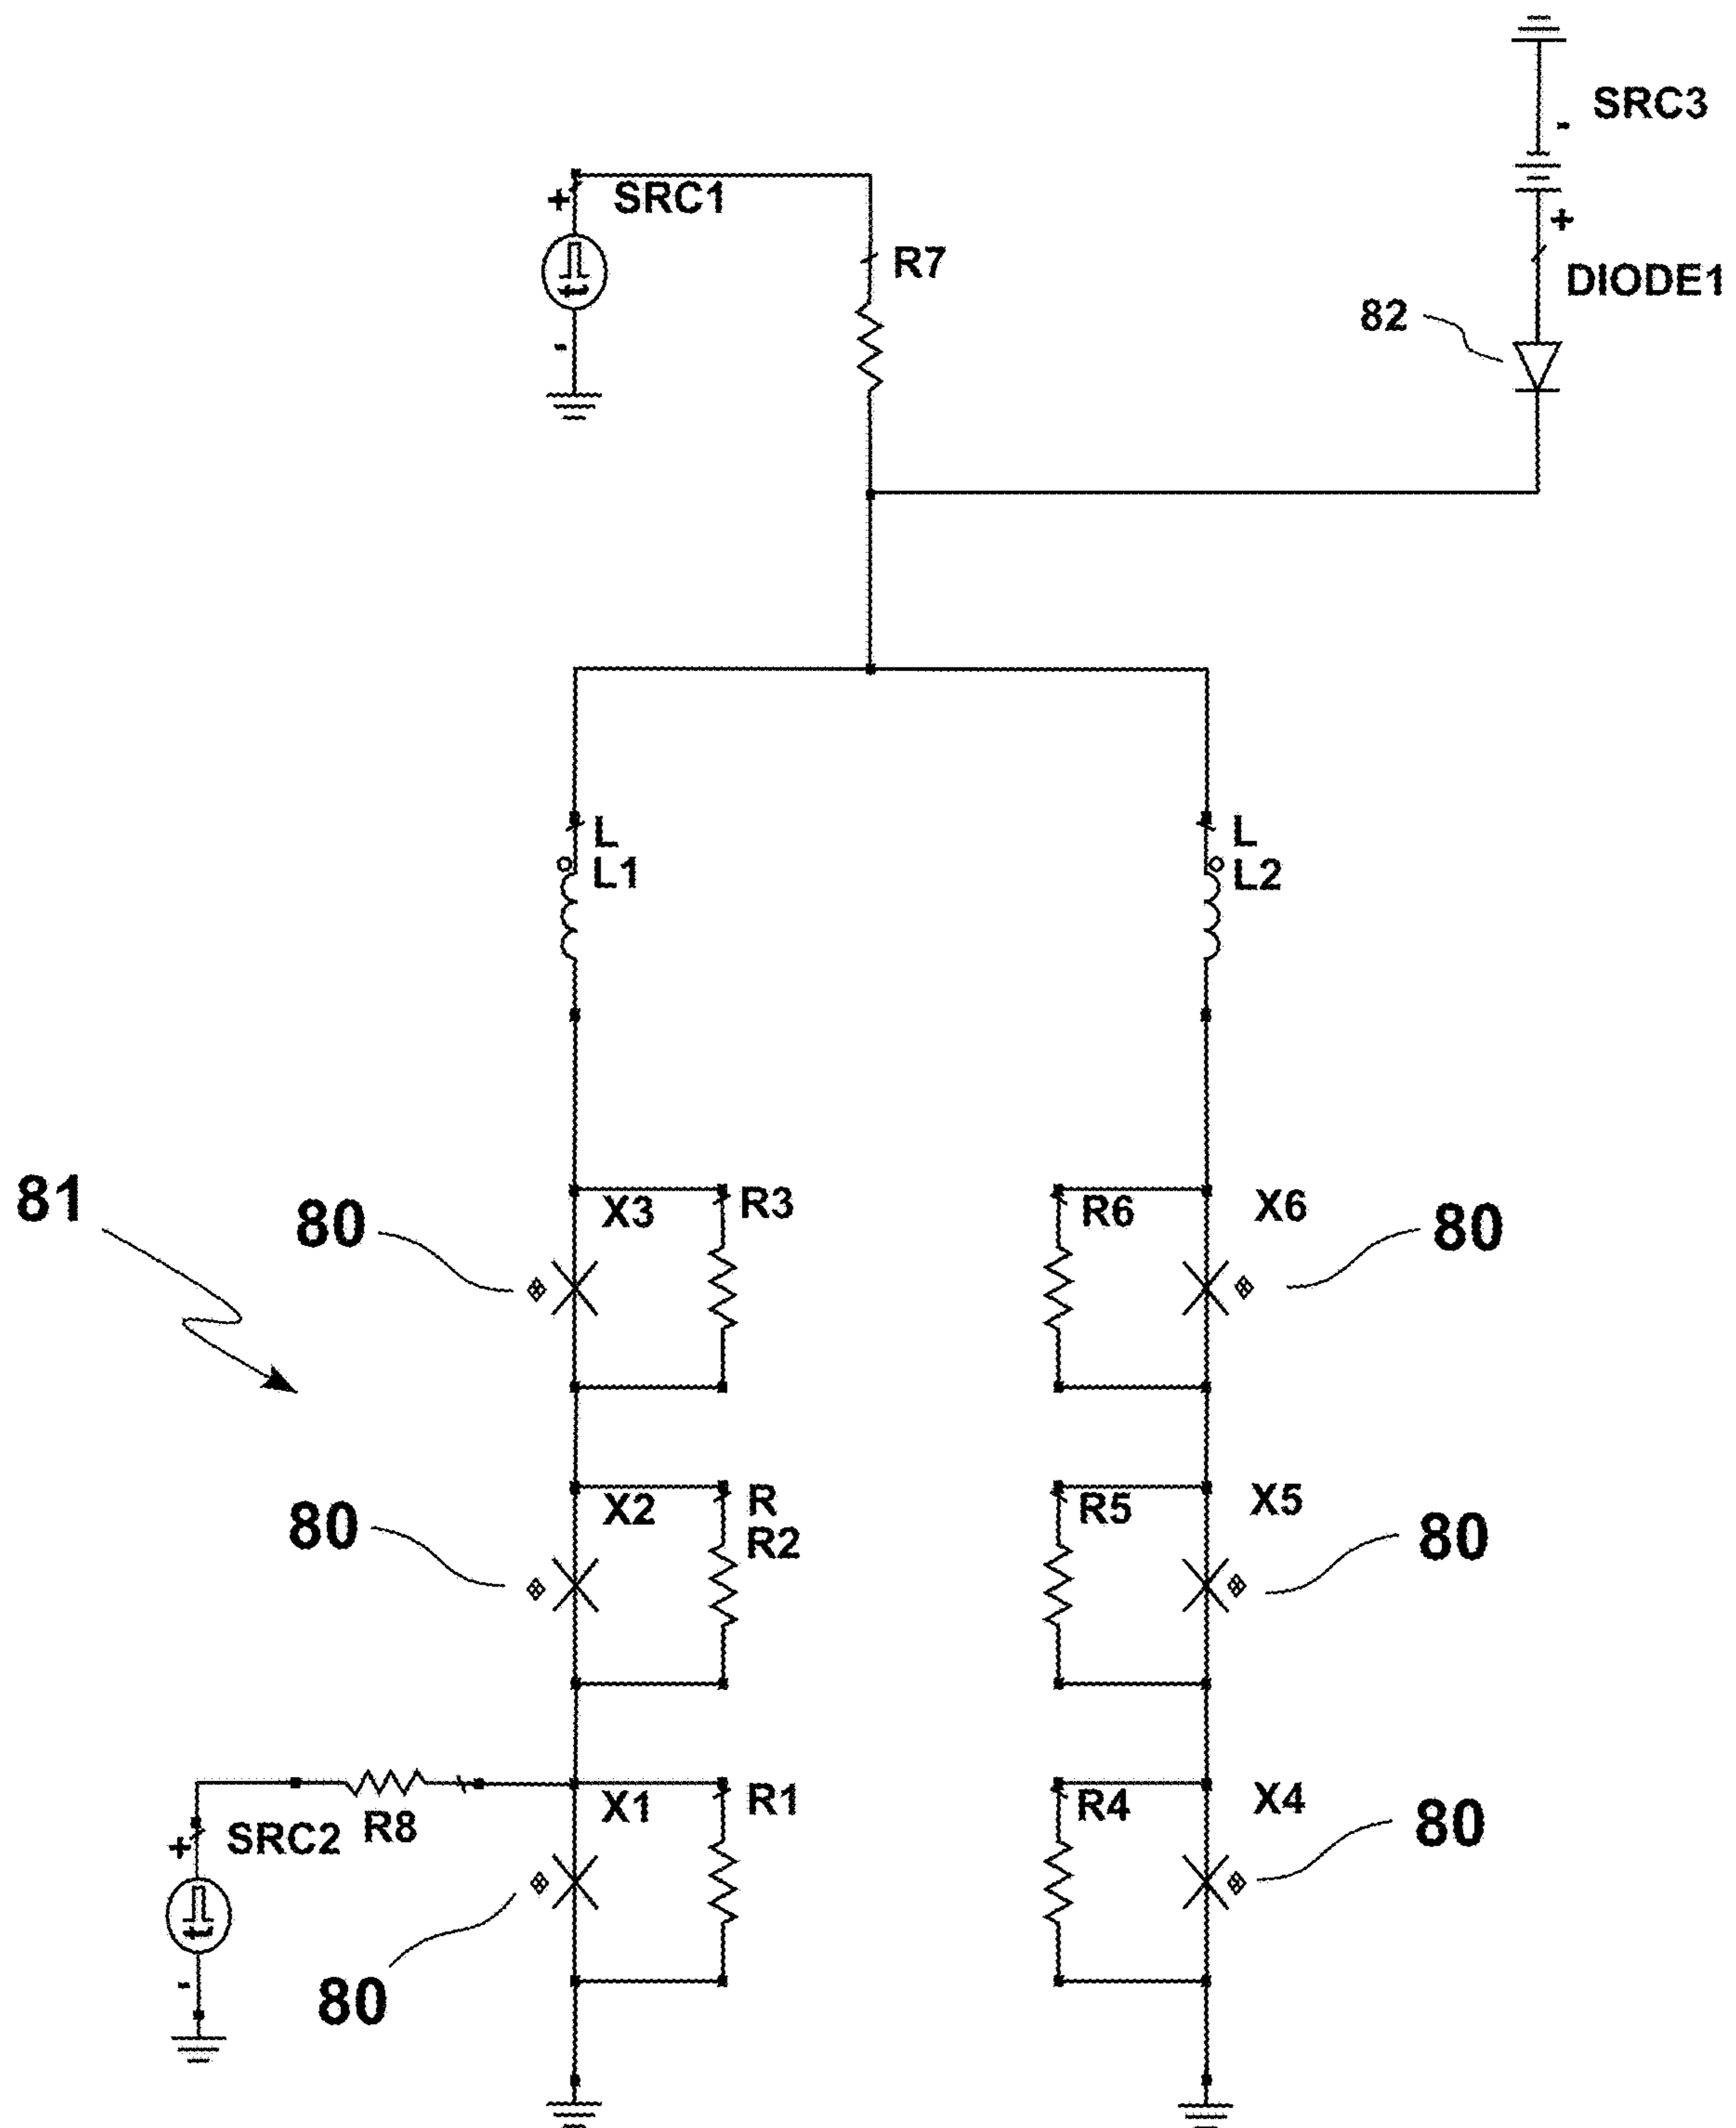 SRC3
-
+ SRC1
+
R7
DIODE1
82
-
L
L1
L
L2
81
80
X3
R3
R6
X6
80
80
X2
R
R2
R5
X5
80
R8
X1
R1
R4
X4
80
+ SRC2
-
80